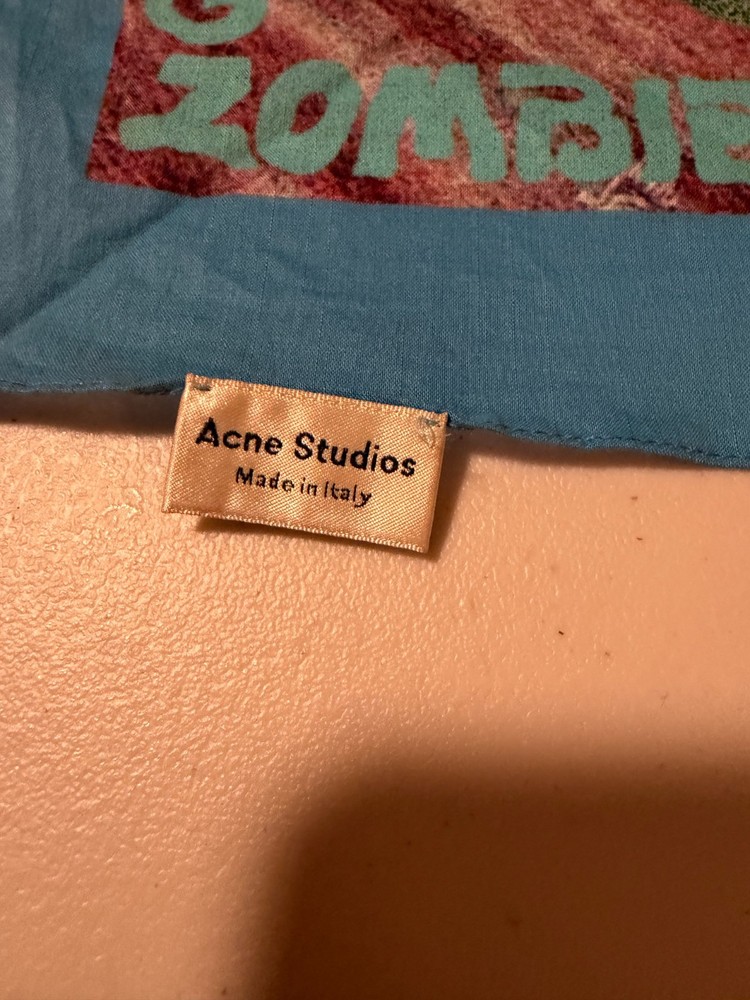 G
ZOMBIE
Acne Studios
Made in Italy